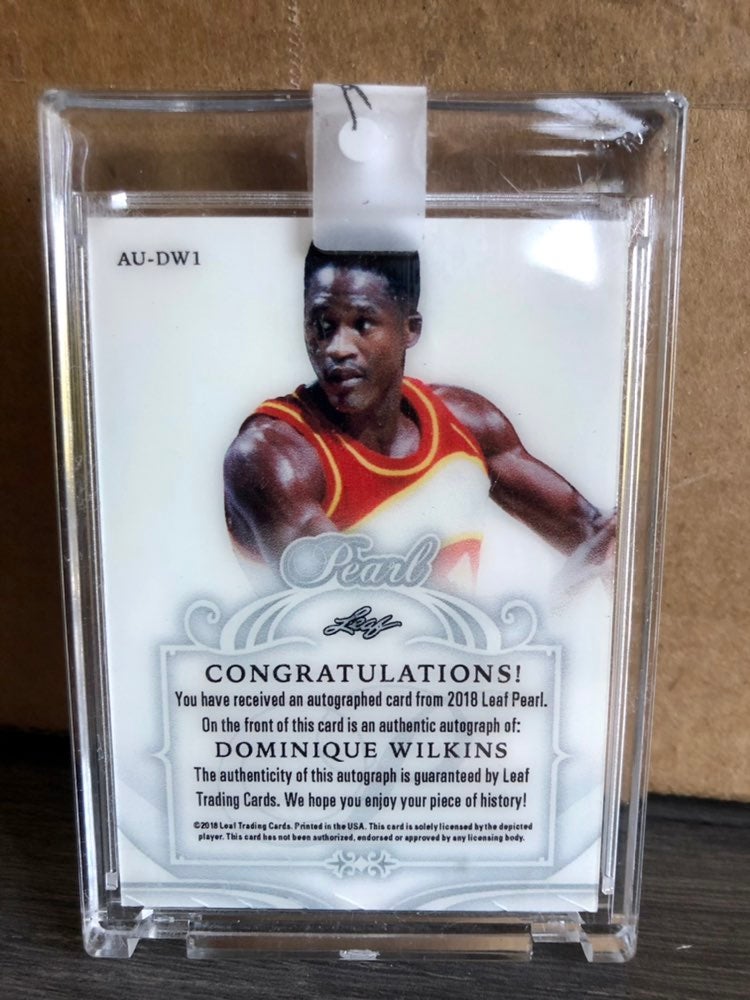 AU-DW1
Pearl
Leaf
CONGRATULATIONS!
You have received an autographed card from 2018 Leaf Pearl.
On the front of this card is an authentic autograph of:
DOMINIQUE WILKINS
The authenticity of this autograph is guaranteed by Leaf
Trading Cards. We hope you enjoy your piece of history!
©2018 Leaf Trading Cards. Printed in the USA. This card is solely licensed by the depicted
player. This card has not been authorized, endorsed or approved by any licensing body.